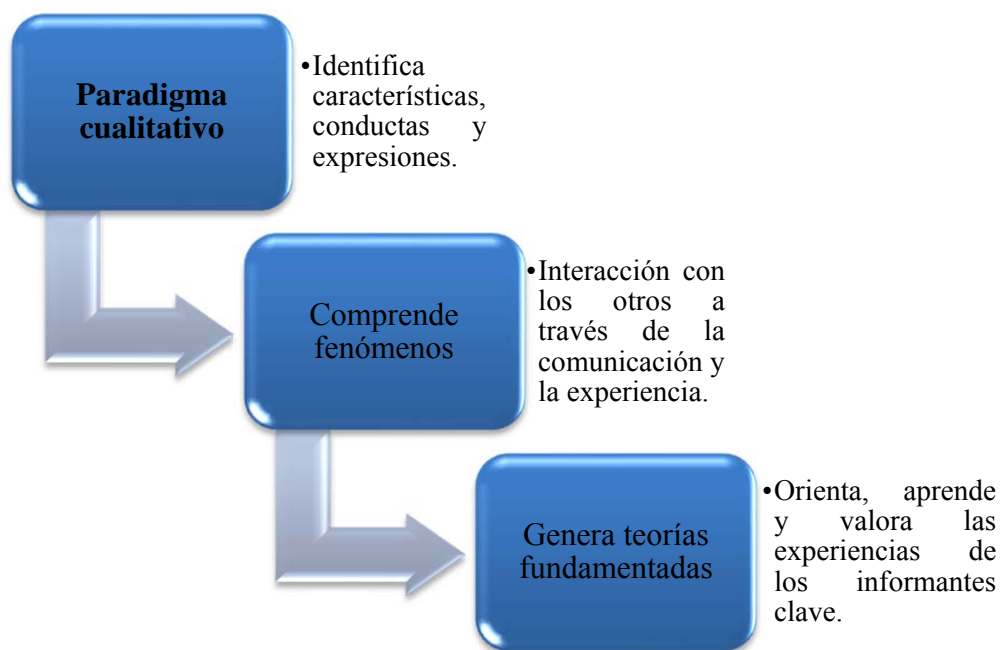 Paradigma
cualitativo
•Identifica
características,
conductas y
expresiones.
Comprende
fenómenos
•Interacción con
los otros a
través de la
comunicación y
la experiencia.
Genera teorías
fundamentadas
•Orienta, aprende
y valora las
experiencias de
los informantes
clave.